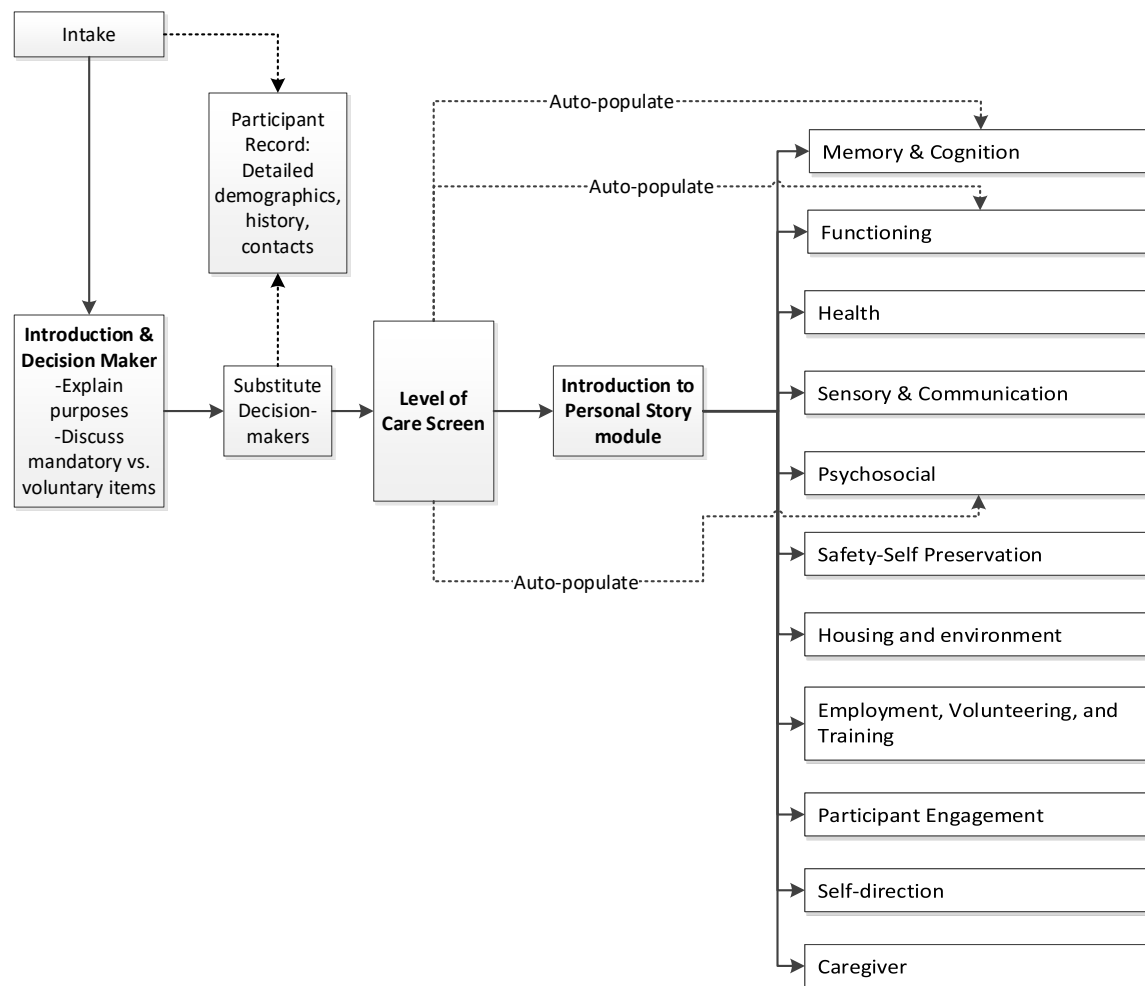 Intake
Participant
Record:
Detailed
demographics,
history,
contacts
Introduction &
Decision Maker
-Explain
purposes
-Discuss
mandatory vs.
voluntary items
Substitute
Decision-
makers
Level of
Care Screen
Introduction to
Personal Story
module
Auto-populate
Auto-populate
Auto-populate
Memory & Cognition
Functioning
Health
Sensory & Communication
Psychosocial
Safety-Self Preservation
Housing and environment
Employment, Volunteering, and
Training
Participant Engagement
Self-direction
Caregiver